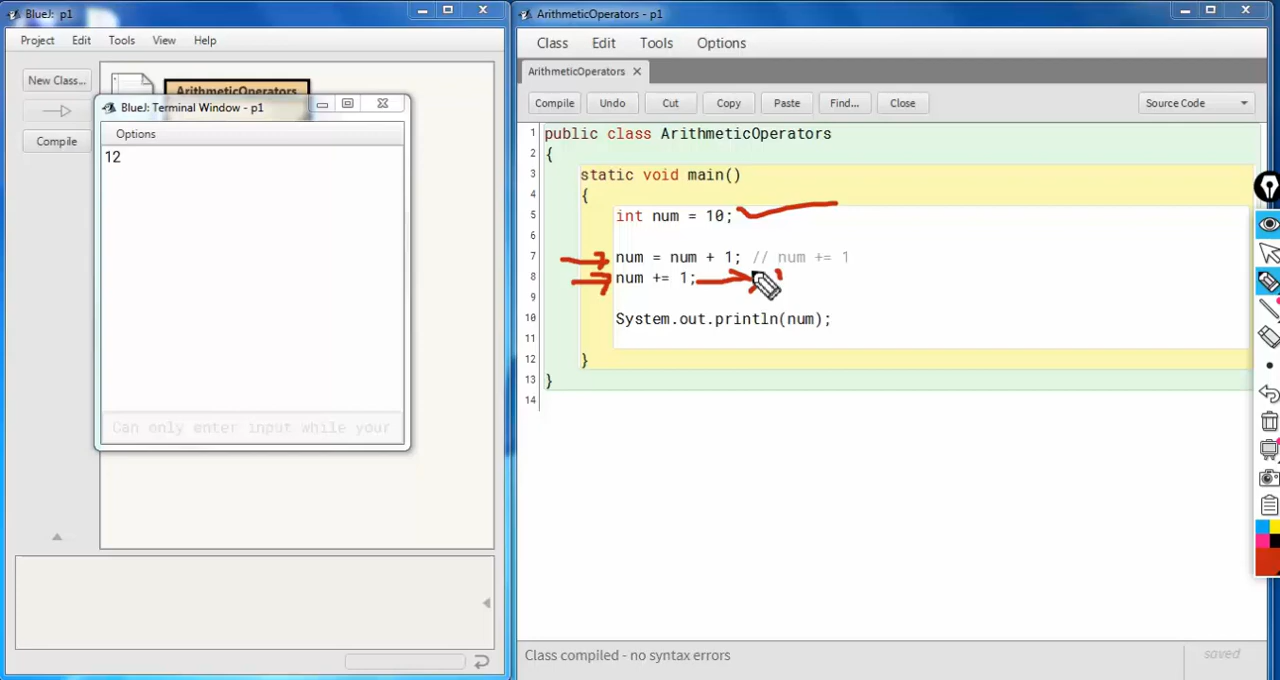 BlueJ: p1
Project Edit Tools View Help
New Class...
ArithmeticOperators
Compile
BlueJ: Terminal Window - p1
Options
12
Can only enter input while your
ArithmeticOperators - p1
Class Edit Tools Options
ArithmeticOperators
Compile Undo Cut Copy Paste Find... Close Source Code
1 public class ArithmeticOperators
2 {
3 static void main()
4 {
5 int num = 10;
6
7 num = num + 1; // num += 1
8 num += 1;
9
10 System.out.println(num);
11
12 }
13 }
14
Class compiled - no syntax errors
saved